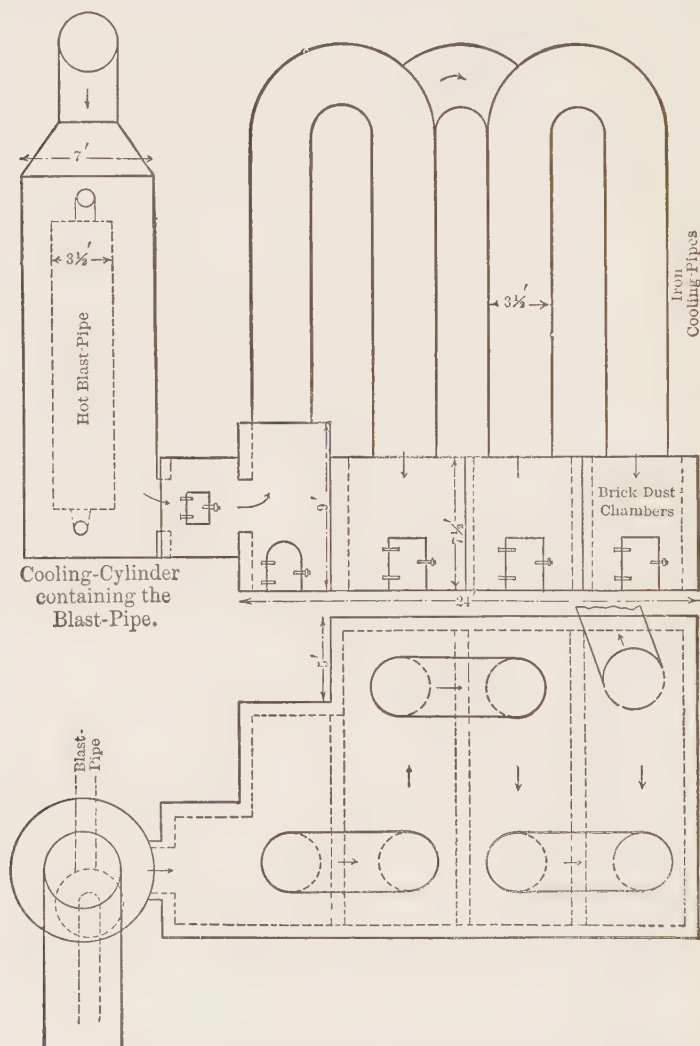 7'
3½'
Hot Blast-Pipe
3½'
Iron
Cooling-Pipes
9'
7½'
Brick Dust
Chambers
Cooling-Cylinder
containing the
Blast-Pipe.
24'
5'
Blast-
Pipe